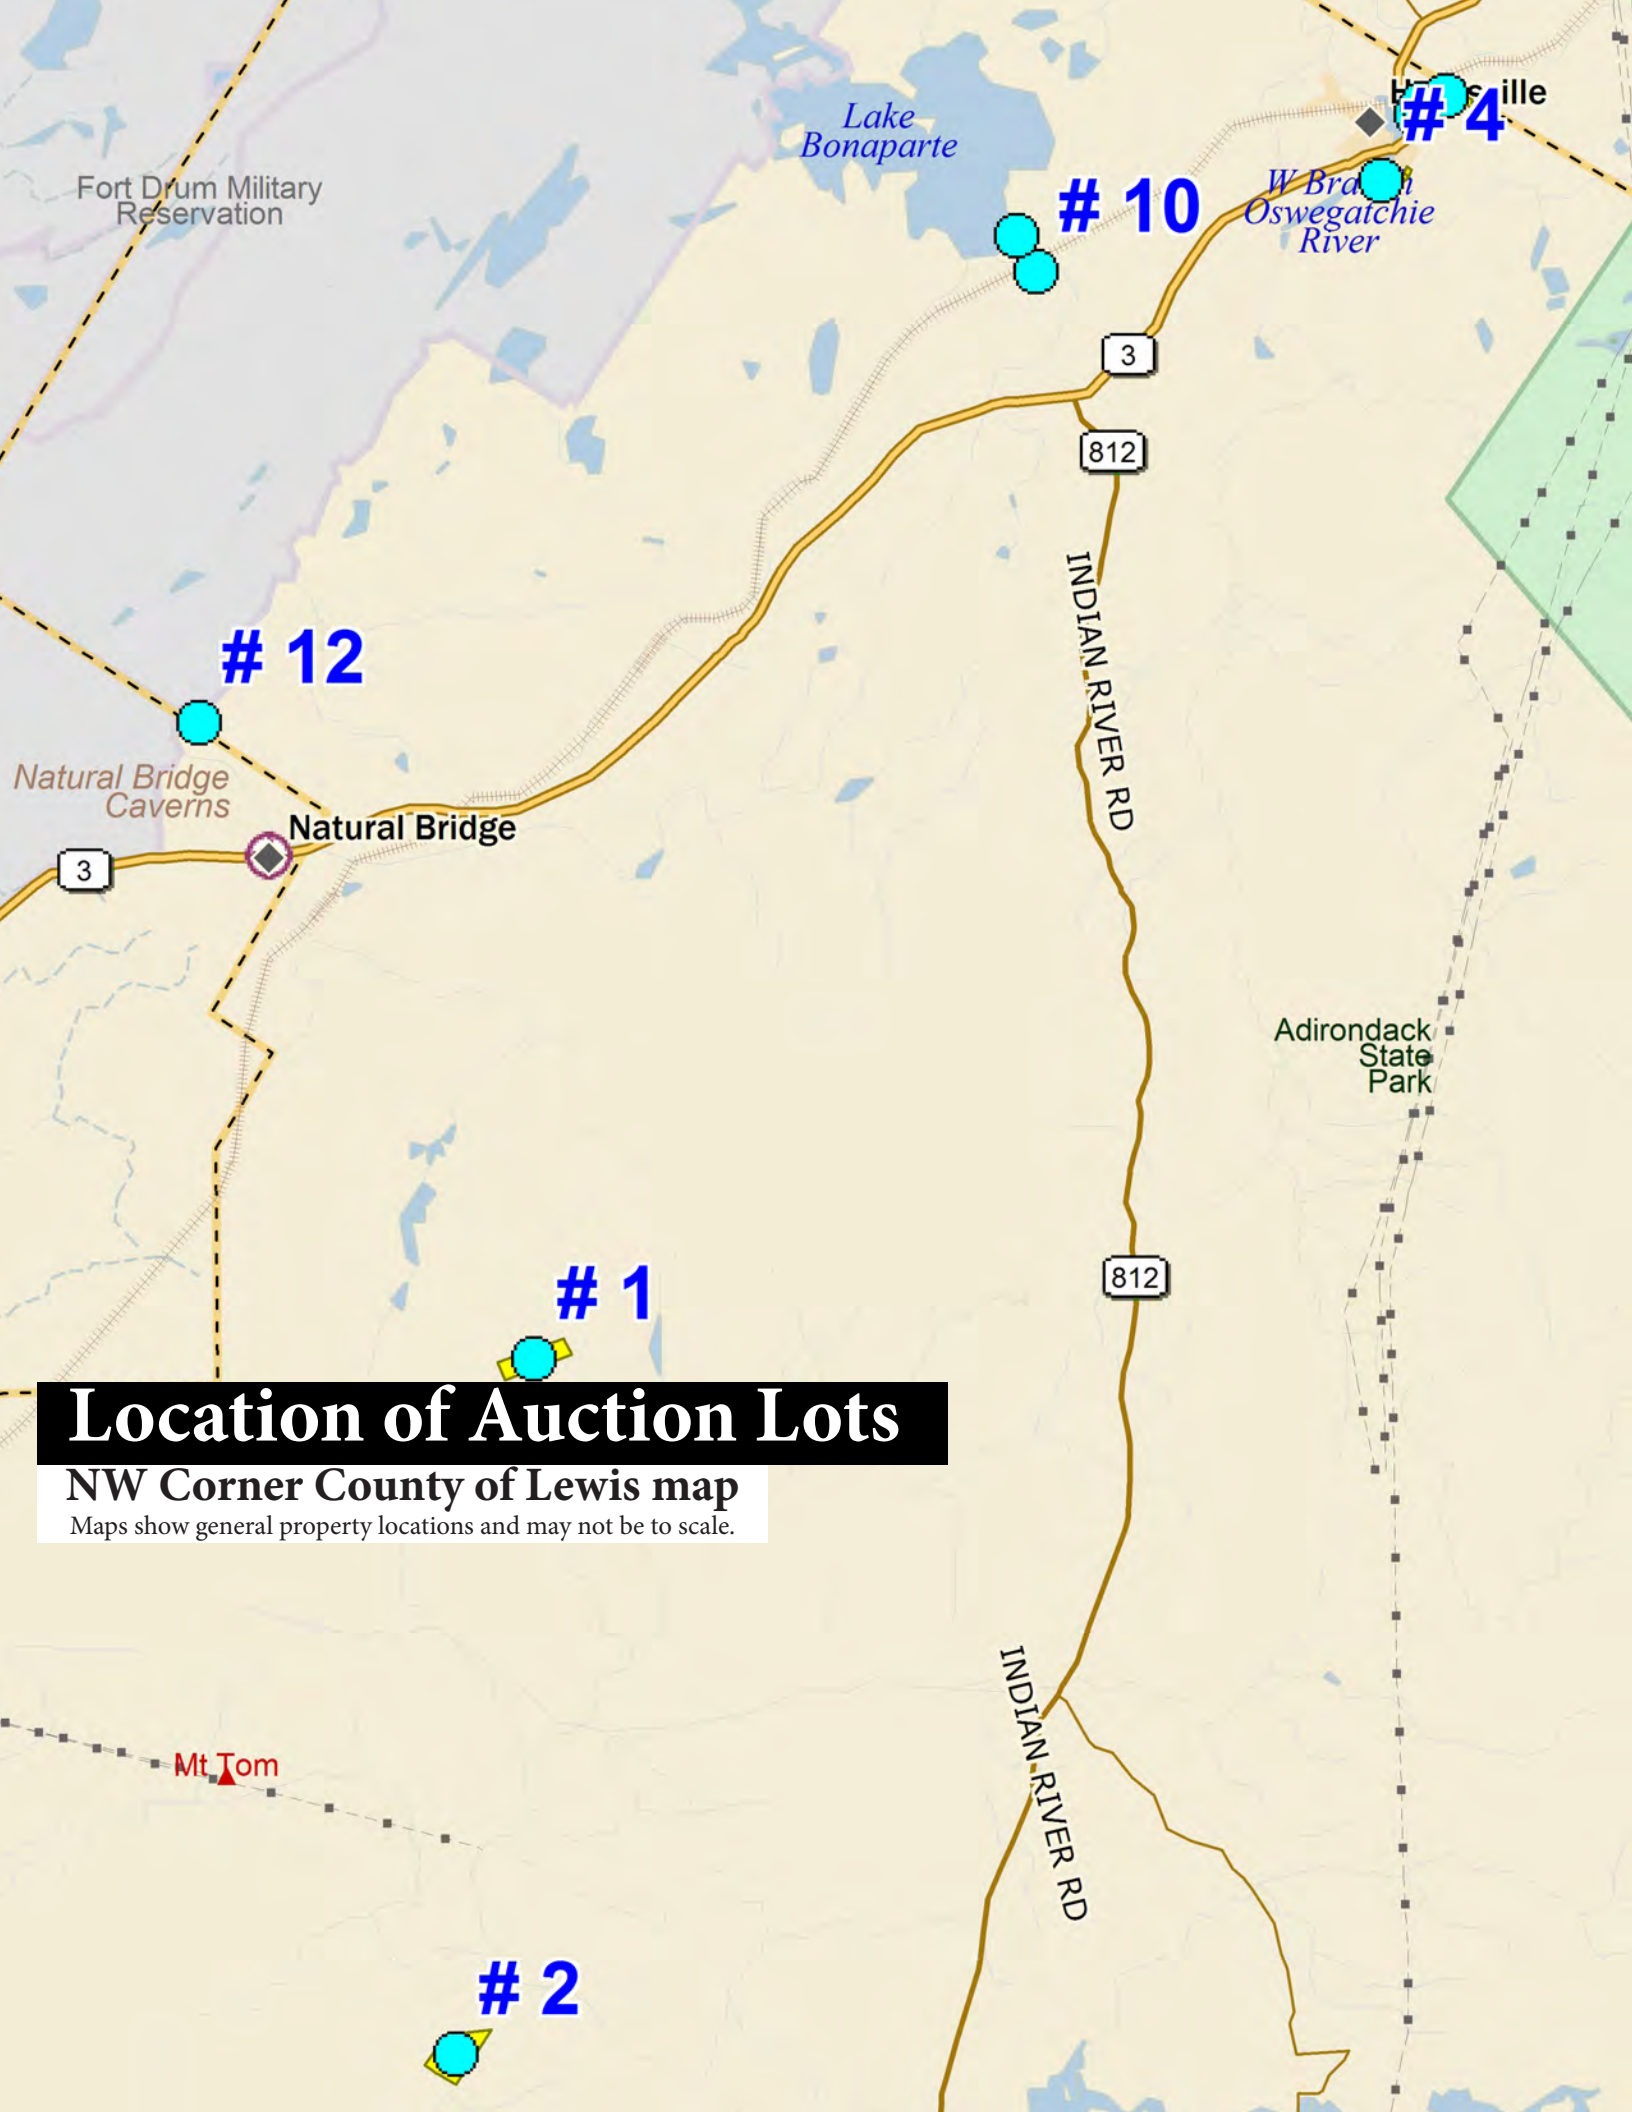 Lake
Bonaparte
# 4
Fort Drum Military
Reservation
# 10
W
Oswegatchie
River
3
812
INDIAN RIVER RD
# 12
Natural Bridge
Caverns
Natural Bridge
3
Adirondack
State
Park
812
# 1
Location of Auction Lots
NW Corner County of Lewis map
Maps show general property locations and may not be to scale.
INDIAN RIVER RD
Mt Tom
# 2